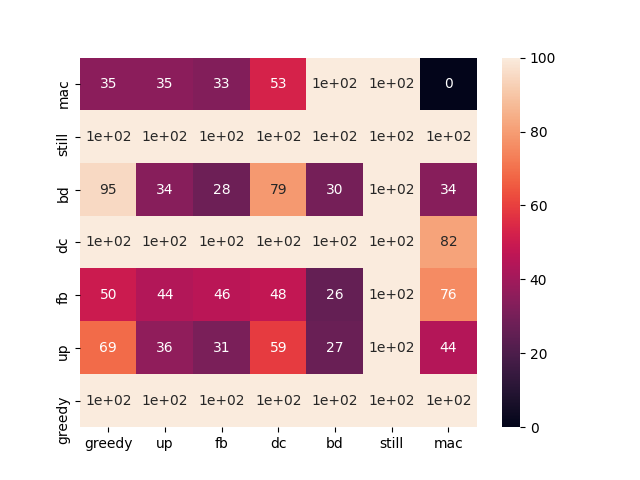 mac 35 35 33 53 1e+02 1e+02 0
still 1e+02 1e+02 1e+02 1e+02 1e+02 1e+02 1e+02
bd 95 34 28 79 30 1e+02 34
dc 1e+02 1e+02 1e+02 1e+02 1e+02 1e+02 82
fb 50 44 46 48 26 1e+02 76
up 69 36 31 59 27 1e+02 44
greedy 1e+02 1e+02 1e+02 1e+02 1e+02 1e+02 1e+02
greedy up fb dc bd still mac
100
80
60
40
20
0